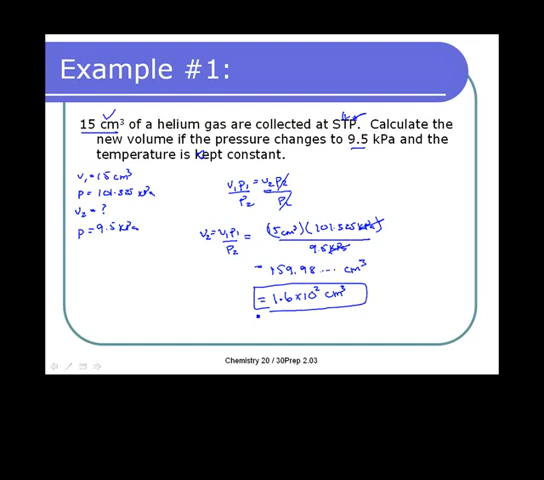 Example #1:
15 cm³ of a helium gas are collected at STP. Calculate the
new volume if the pressure changes to 9.5 kPa and the
temperature is kept constant.
V₁ = 15 cm³
P = 101.325 kPa
V₂ = ?
P = 9.5 kPa
V₁P₁ = V₂P₂
P₂ P₂
V₂ = V₁P₁ = (15 cm³)(101.325 kPa)
P₂ 9.5 kPa
= 159.98... cm³
= 1.6 x 10² cm³
Chemistry 20 / 30Prep 2.03